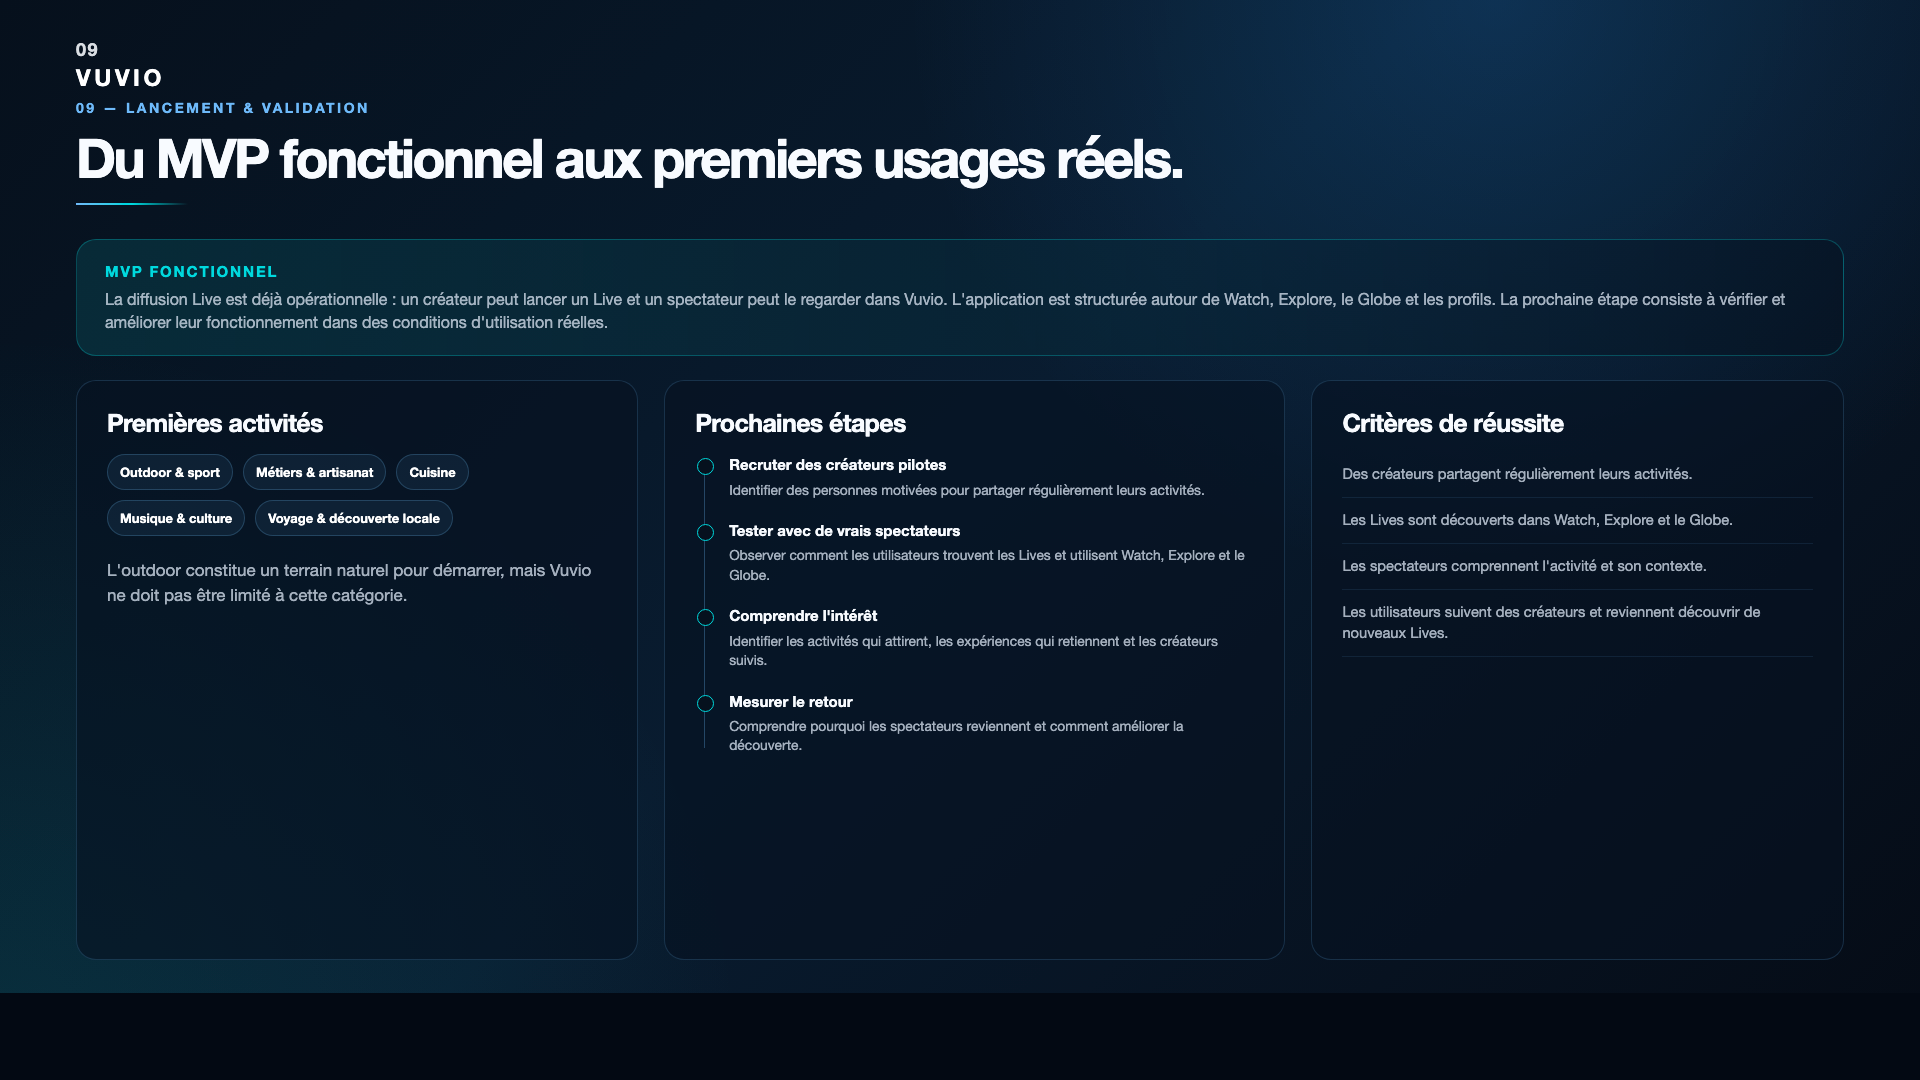 09
VUVIO
09 — LANCEMENT & VALIDATION
Du MVP fonctionnel aux premiers usages réels.
MVP FONCTIONNEL
La diffusion Live est déjà opérationnelle : un créateur peut lancer un Live et un spectateur peut le regarder dans Vuvio. L'application est structurée autour de Watch, Explore, le Globe et les profils. La prochaine étape consiste à vérifier et
améliorer leur fonctionnement dans des conditions d'utilisation réelles.
Premières activités
Outdoor & sport
Métiers & artisanat
Cuisine
Musique & culture
Voyage & découverte locale
L'outdoor constitue un terrain naturel pour démarrer, mais Vuvio
ne doit pas être limité à cette catégorie.
Prochaines étapes
Recruter des créateurs pilotes
Identifier des personnes motivées pour partager régulièrement leurs activités.
Tester avec de vrais spectateurs
Observer comment les utilisateurs trouvent les Lives et utilisent Watch, Explore et le
Globe.
Comprendre l'intérêt
Identifier les activités qui attirent, les expériences qui retiennent et les créateurs
suivis.
Mesurer le retour
Comprendre pourquoi les spectateurs reviennent et comment améliorer la
découverte.
Critères de réussite
Des créateurs partagent régulièrement leurs activités.
Les Lives sont découverts dans Watch, Explore et le Globe.
Les spectateurs comprennent l'activité et son contexte.
Les utilisateurs suivent des créateurs et reviennent découvrir de
nouveaux Lives.